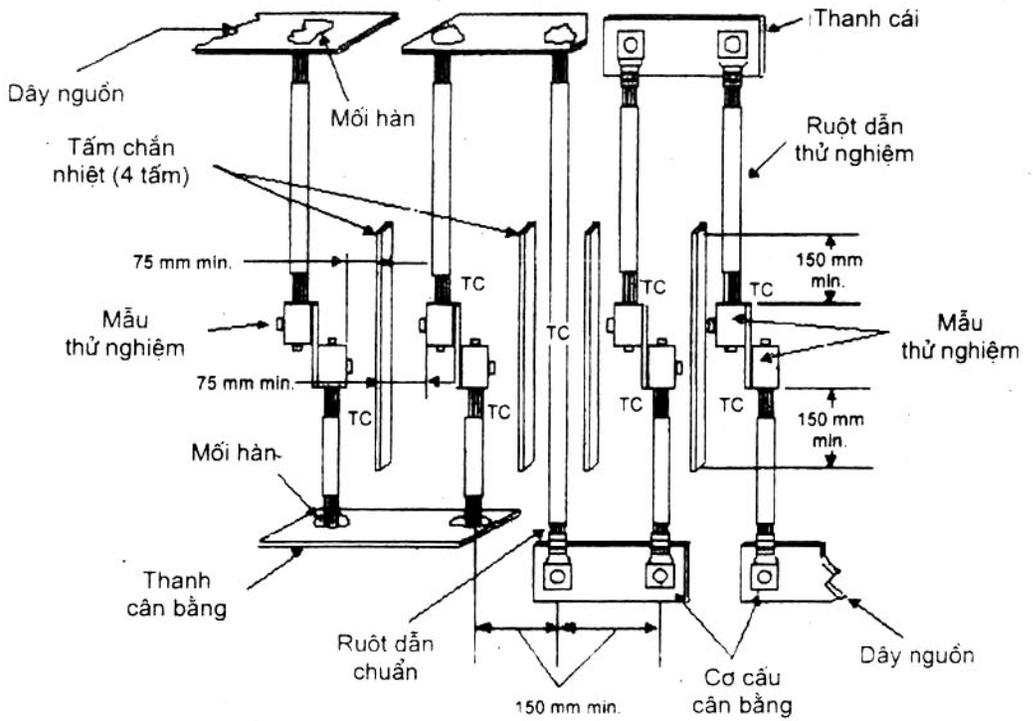 Thanh cái
Dây nguồn
Mối hàn
Ruột dẫn
thử nghiệm
Tấm chắn
nhiệt (4 tấm)
75 mm min.
150 mm
min.
TC
TC
TC
Mẫu
thử nghiệm
TC
Mẫu
thử nghiệm
75 mm min.
TC
TC
TC
TC
150 mm
min.
Mối hàn
Thanh
cân bằng
Ruột dẫn
chuẩn
Cơ cấu
cân bằng
Dây nguồn
150 mm min.